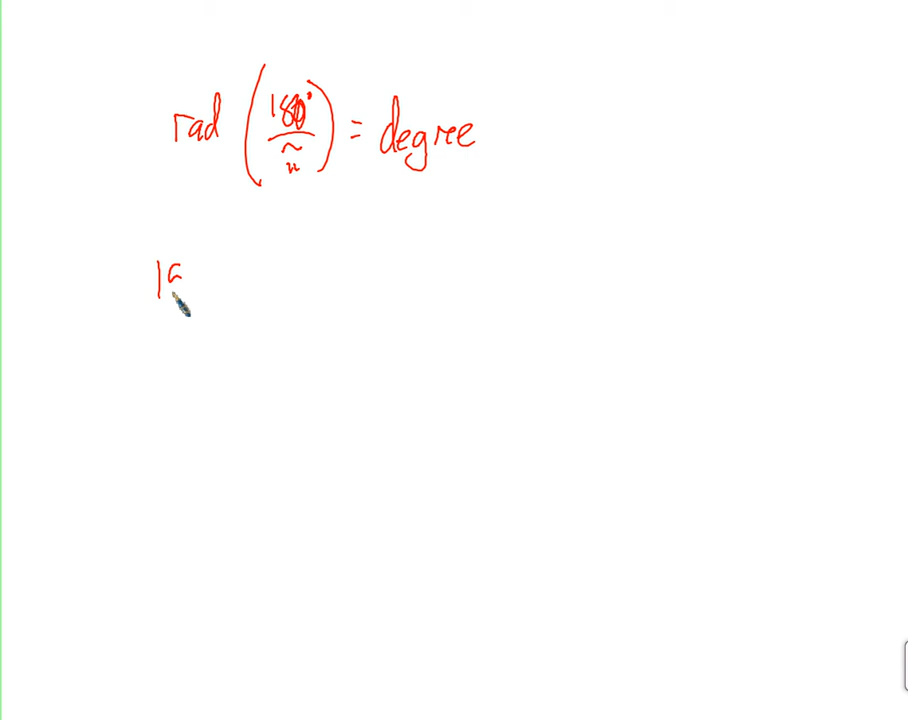 rad (180°/π) = degree